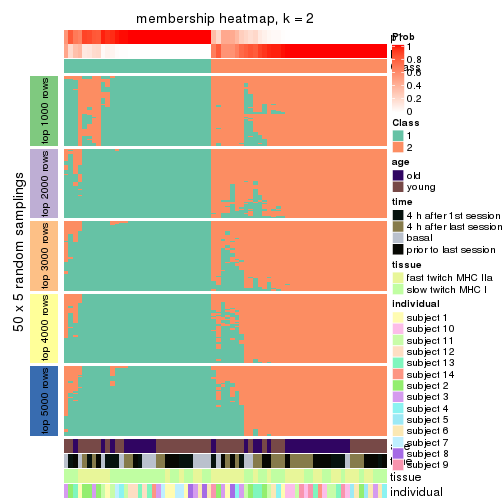 membership heatmap, k = 2
50 x 5 random samplings
top 1000 rows
top 2000 rows
top 3000 rows
top 4000 rows
top 5000 rows
Prob
1
0.8
0.6
0.4
0.2
0
Class
1
2
age
old
young
time
4 h after 1st session
4 h after last session
basal
prior to last session
tissue
fast twitch MHC IIa
slow twitch MHC I
individual
subject 1
subject 10
subject 11
subject 12
subject 13
subject 14
subject 2
subject 3
subject 4
subject 5
subject 6
subject 7
subject 8
subject 9
tissue
individual